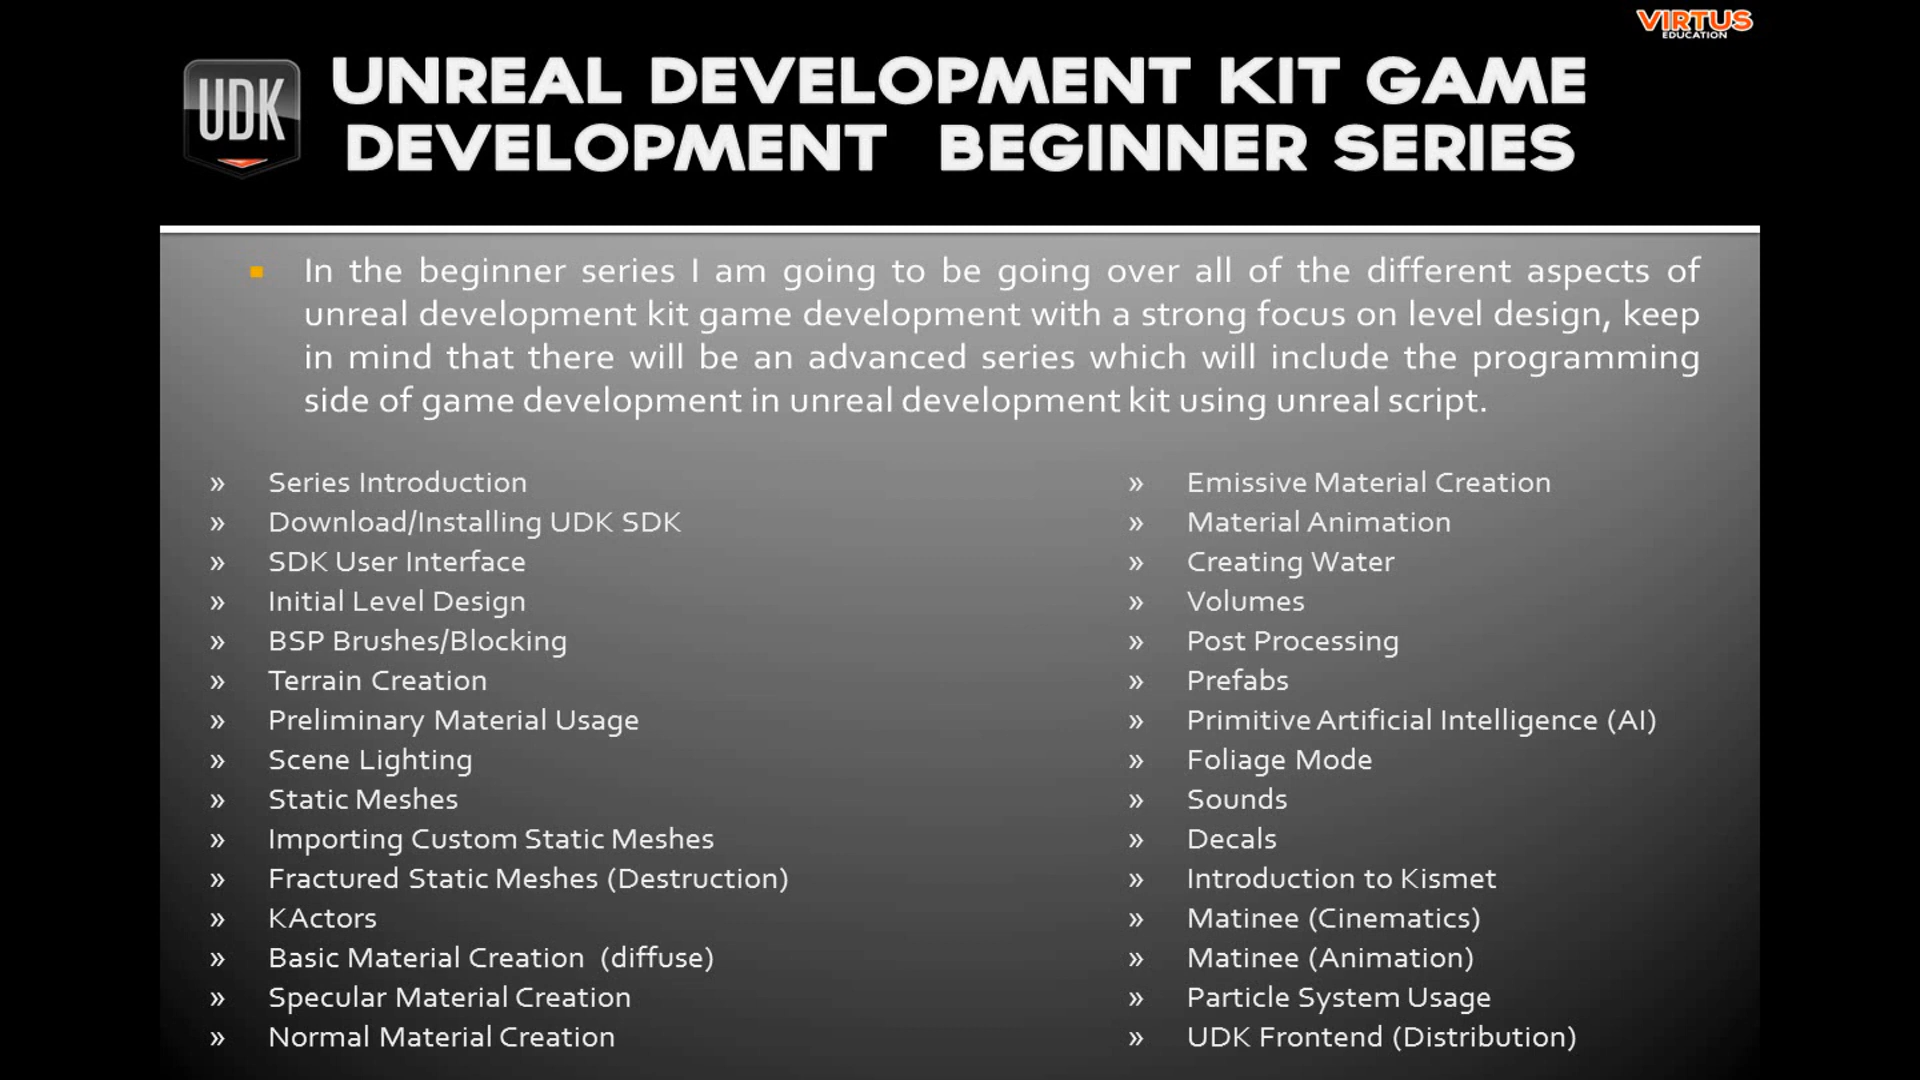 VIRTUS
EDUCATION
UDK
UNREAL DEVELOPMENT KIT GAME
DEVELOPMENT BEGINNER SERIES
In the beginner series I am going to be going over all of the different aspects of
unreal development kit game development with a strong focus on level design, keep
in mind that there will be an advanced series which will include the programming
side of game development in unreal development kit using unreal script.
» Series Introduction
» Download/Installing UDK SDK
» SDK User Interface
» Initial Level Design
» BSP Brushes/Blocking
» Terrain Creation
» Preliminary Material Usage
» Scene Lighting
» Static Meshes
» Importing Custom Static Meshes
» Fractured Static Meshes (Destruction)
» KActors
» Basic Material Creation (diffuse)
» Specular Material Creation
» Normal Material Creation
» Emissive Material Creation
» Material Animation
» Creating Water
» Volumes
» Post Processing
» Prefabs
» Primitive Artificial Intelligence (AI)
» Foliage Mode
» Sounds
» Decals
» Introduction to Kismet
» Matinee (Cinematics)
» Matinee (Animation)
» Particle System Usage
» UDK Frontend (Distribution)